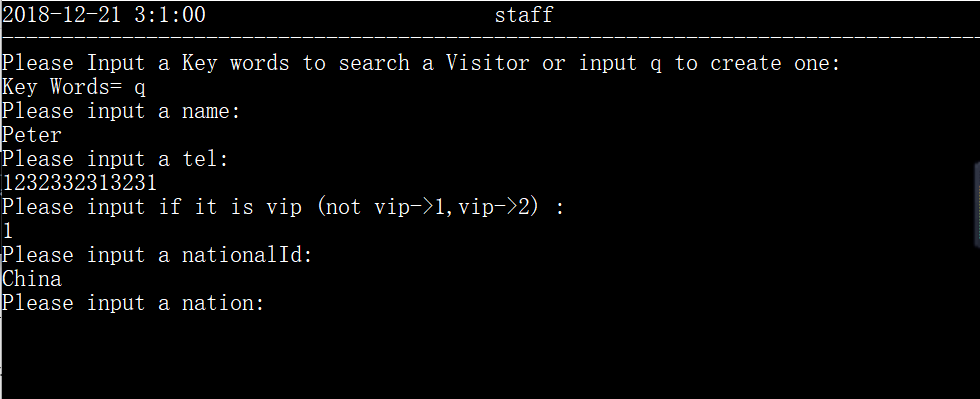 2018-12-21 3:1:00 staff
--------------------------------------------------------------------------------
Please Input a Key words to search a Visitor or input q to create one:
Key Words= q
Please input a name:
Peter
Please input a tel:
1232332313231
Please input if it is vip (not vip->1,vip->2) :
1
Please input a nationalId:
China
Please input a nation: